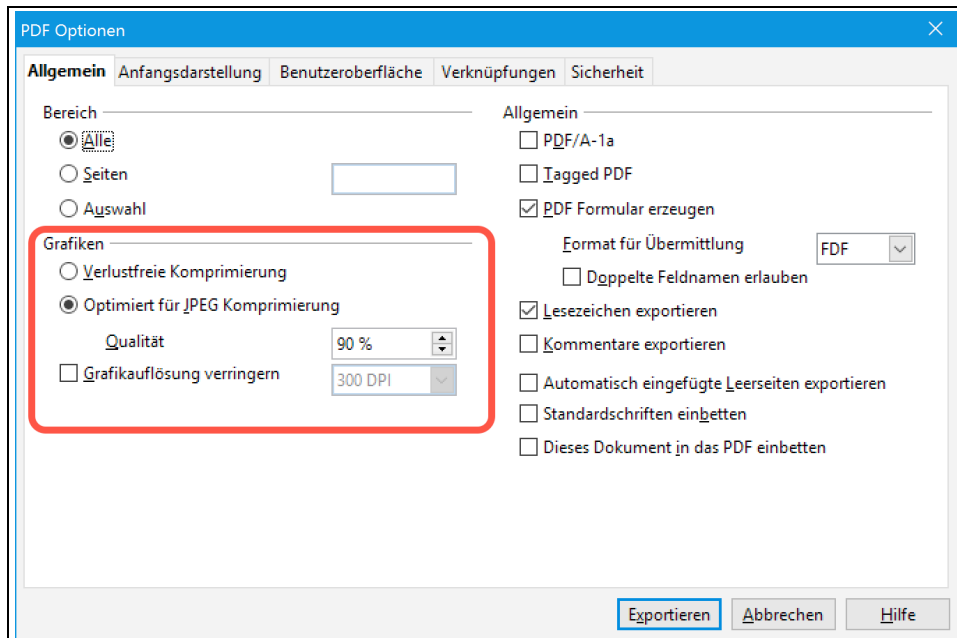 PDF Optionen
Allgemein Anfangsdarstellung Benutzeroberfläche Verknüpfungen Sicherheit
Bereich
Alle
Seiten
Auswahl
Grafiken
Verlustfreie Komprimierung
Optimiert für JPEG Komprimierung
Qualität 90 %
Grafikauflösung verringern 300 DPI
Allgemein
PDF/A-1a
Tagged PDF
PDF Formular erzeugen
Format für Übermittlung FDF
Doppelte Feldnamen erlauben
Lesezeichen exportieren
Kommentare exportieren
Automatisch eingefügte Leerseiten exportieren
Standardschriften einbetten
Dieses Dokument in das PDF einbetten
Exportieren Abbrechen Hilfe